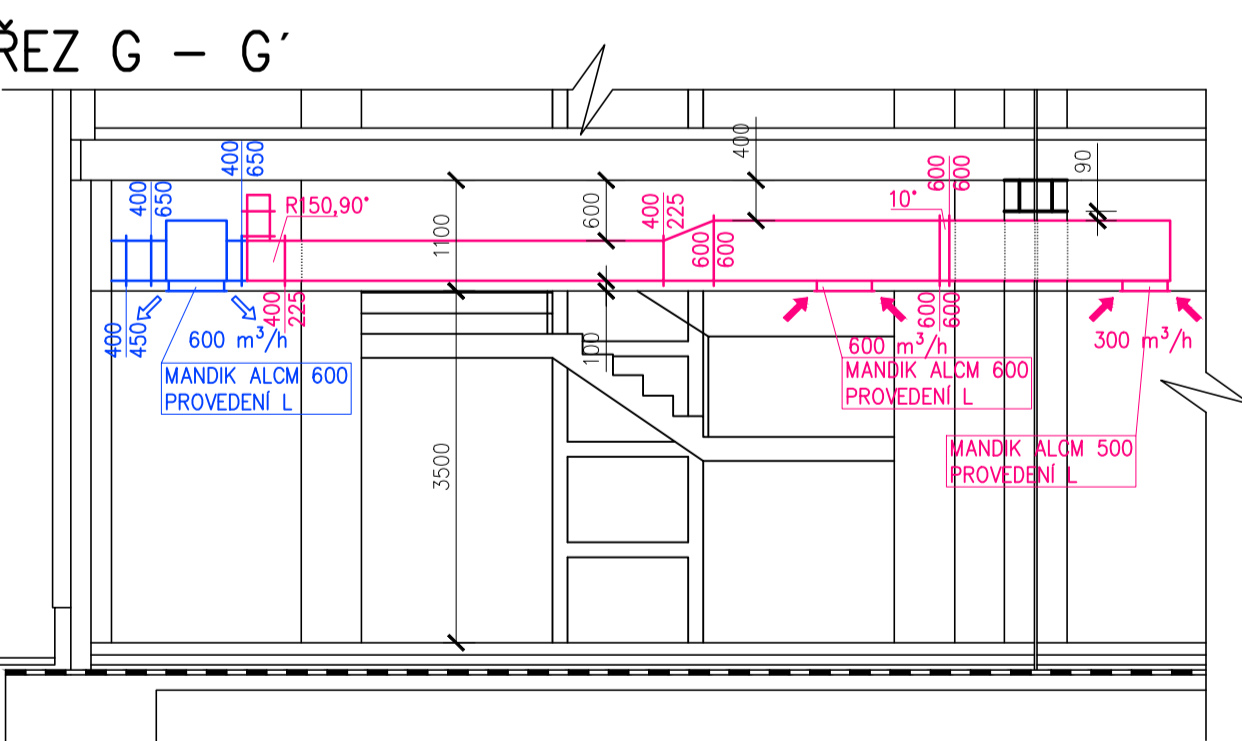 ŘEZ G – G´
400
650
400
650
R150,90°
1100
600
400
225
400
600
600
10°
600
600
90
400
450
600 m³/h
400
225
100
600
600
600 m³/h
300 m³/h
MANDIK ALCM 600
PROVEDENÍ L
MANDIK ALCM 600
PROVEDENÍ L
MANDIK ALCM 500
PROVEDENÍ L
3500